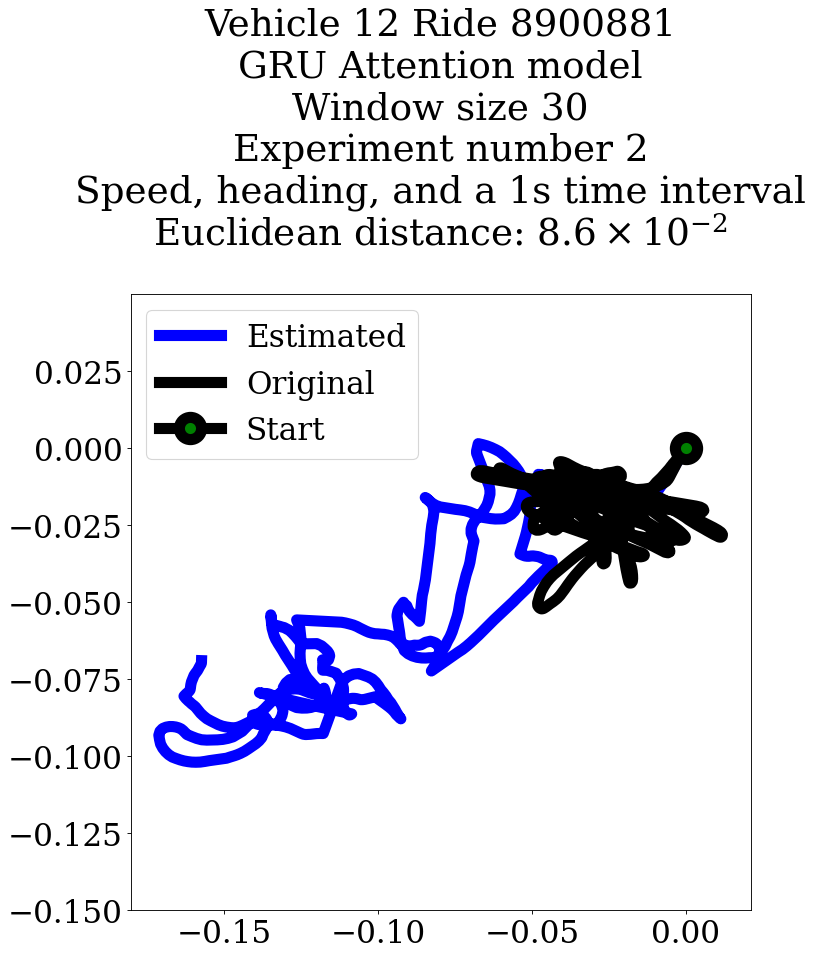 Vehicle 12 Ride 8900881
GRU Attention model
Window size 30
Experiment number 2
Speed, heading, and a 1s time interval
Euclidean distance: 8.6 × 10⁻²
Estimated
Original
Start
0.025
0.000
−0.025
−0.050
−0.075
−0.100
−0.125
−0.150
−0.15 −0.10 −0.05 0.00